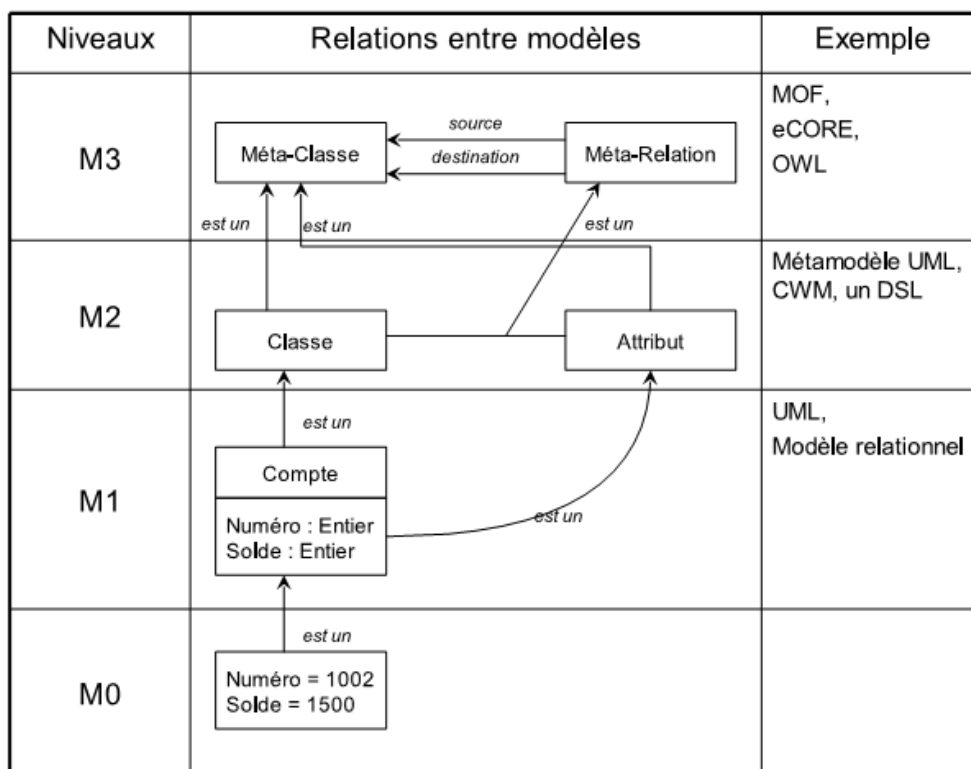 Niveaux
Relations entre modèles
Exemple
M3
Méta-Classe
source
destination
Méta-Relation
MOF,
eCORE,
OWL
est un
est un
est un
M2
Classe
Attribut
Métamodèle UML,
CWM, un DSL
M1
est un
Compte
Numéro : Entier
Solde : Entier
est un
UML,
Modèle relationnel
M0
est un
Numéro = 1002
Solde = 1500